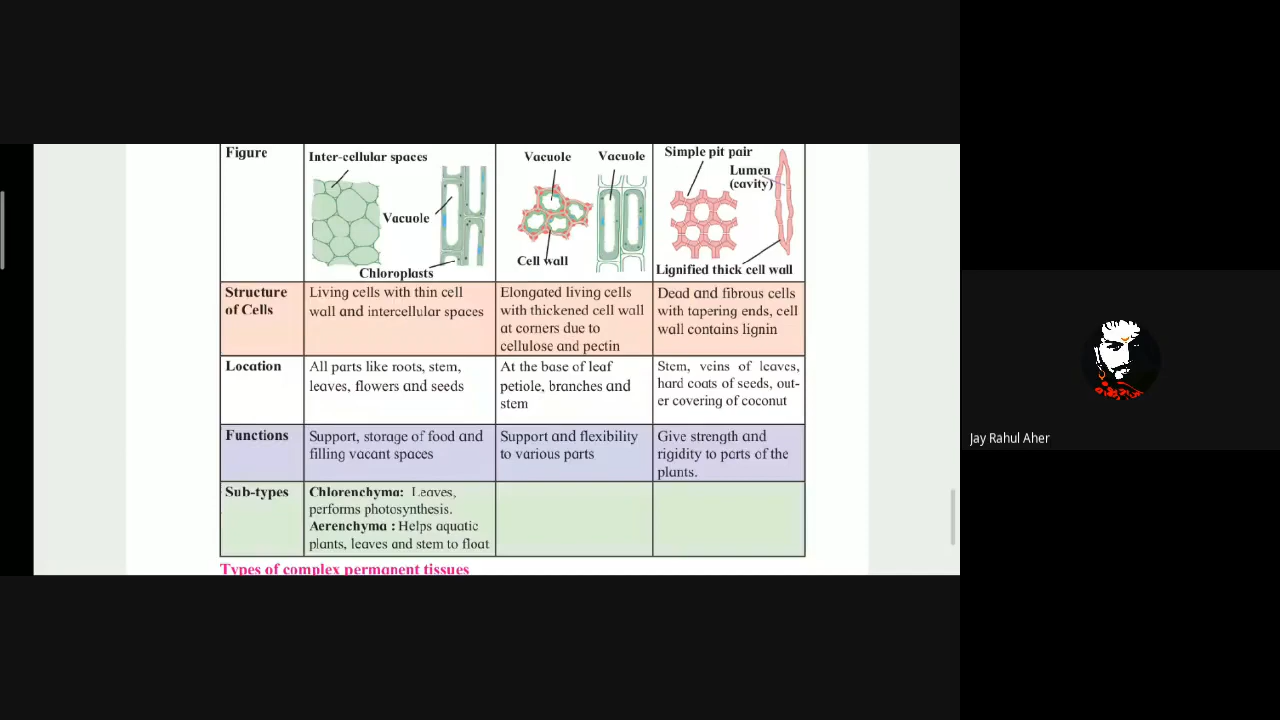 Figure
Inter-cellular spaces
Vacuole
Chloroplasts
Vacuole
Vacuole
Cell wall
Simple pit pair
Lumen
(cavity)
Lignified thick cell wall
Structure
of Cells
Living cells with thin cell
wall and intercellular spaces
Elongated living cells
with thickened cell wall
at corners due to
cellulose and pectin
Dead and fibrous cells
with tapering ends, cell
wall contains lignin
Location
All parts like roots, stem,
leaves, flowers and seeds
At the base of leaf
petiole, branches and
stem
Stem, veins of leaves,
hard coats of seeds, out-
er covering of coconut
Functions
Support, storage of food and
filling vacant spaces
Support and flexibility
to various parts
Give strength and
rigidity to parts of the
plants.
Sub-types
Chlorenchyma: Leaves,
performs photosynthesis.
Aerenchyma : Helps aquatic
plants, leaves and stem to float
Types of complex permanent tissues
Jay Rahul Aher